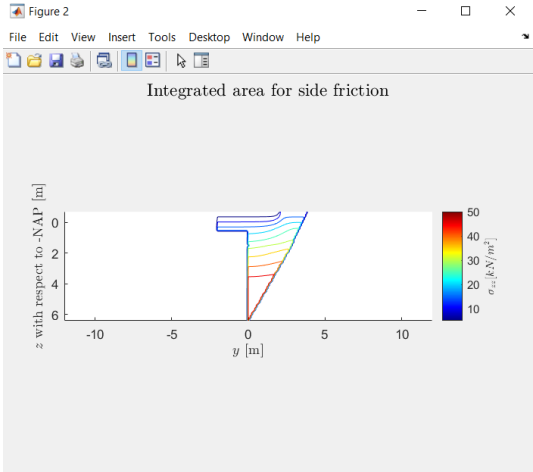 Figure 2
File Edit View Insert Tools Desktop Window Help
Integrated area for side friction
z with respect to -NAP [m]
0
2
4
6
-10 -5 0 5 10
y [m]
50
40
30
20
10
σzz[kN/m²]